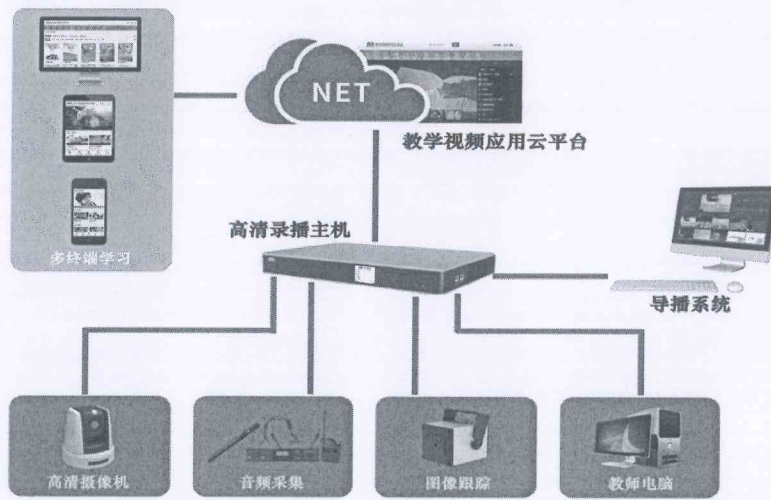 NET
教学视频应用云平台
多终端学习
高清录播主机
导播系统
高清摄像机
音频采集
图像跟踪
教师电脑